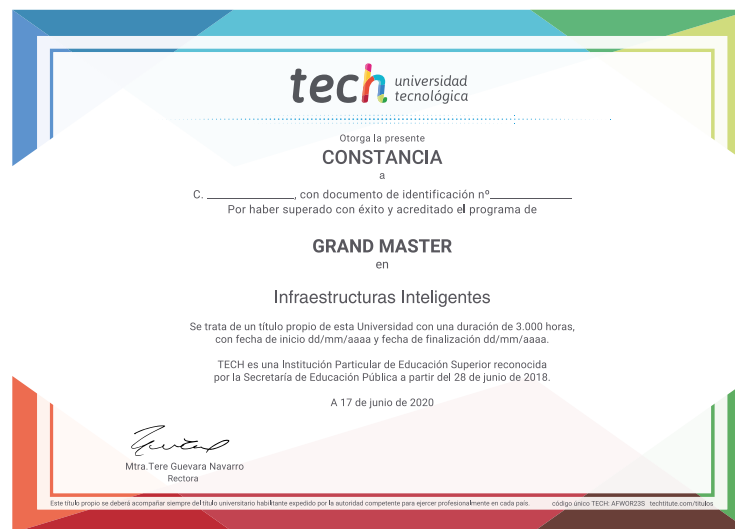 tech universidad
tecnológica
Otorga la presente
CONSTANCIA
a
C. ______________, con documento de identificación nº______________
Por haber superado con éxito y acreditado el programa de
GRAND MASTER
en
Infraestructuras Inteligentes
Se trata de un título propio de esta Universidad con una duración de 3.000 horas,
con fecha de inicio dd/mm/aaaa y fecha de finalización dd/mm/aaaa.
TECH es una Institución Particular de Educación Superior reconocida
por la Secretaría de Educación Pública a partir del 28 de junio de 2018.
A 17 de junio de 2020
Mtra.Tere Guevara Navarro
Rectora
Este título propio se deberá acompañar siempre del título universitario habilitante expedido por la autoridad competente para ejercer profesionalmente en cada país. código único TECH: AFWOR23S techtitute.com/titulos